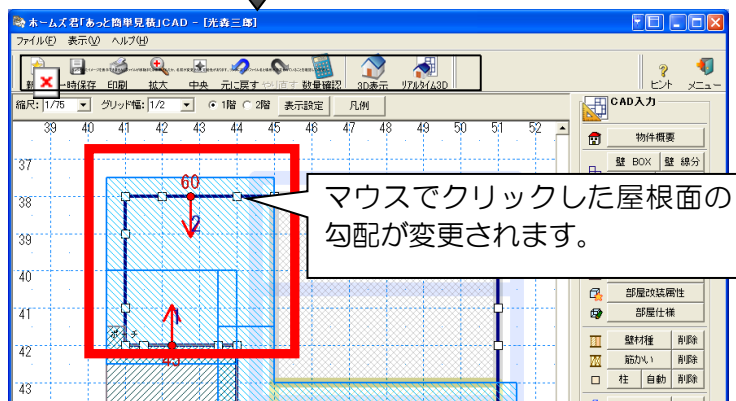 ホームズ君「あっと簡単見積」CAD - [光森三郎]
ファイル(F) 表示(V) ヘルプ(H)
一時保存 印刷 拡大 中央 元に戻す やり直す 数量確認 3D表示 リアルタイム3D ヒント メニュー
縮尺: 1/75 グリッド幅: 1/2 1階 2階 表示設定 凡例
CAD入力
39 40 41 42 43 44 45 46 47 48 49 50 51 52
物件概要
37
壁 BOX 壁 線分
60
マウスでクリックした屋根面の
勾配が変更されます。
38
2
39
40
部屋改装属性
41
1
部屋仕様
ポーチ
壁材種 削除
42
45
筋かい 削除
柱 自動 削除
43